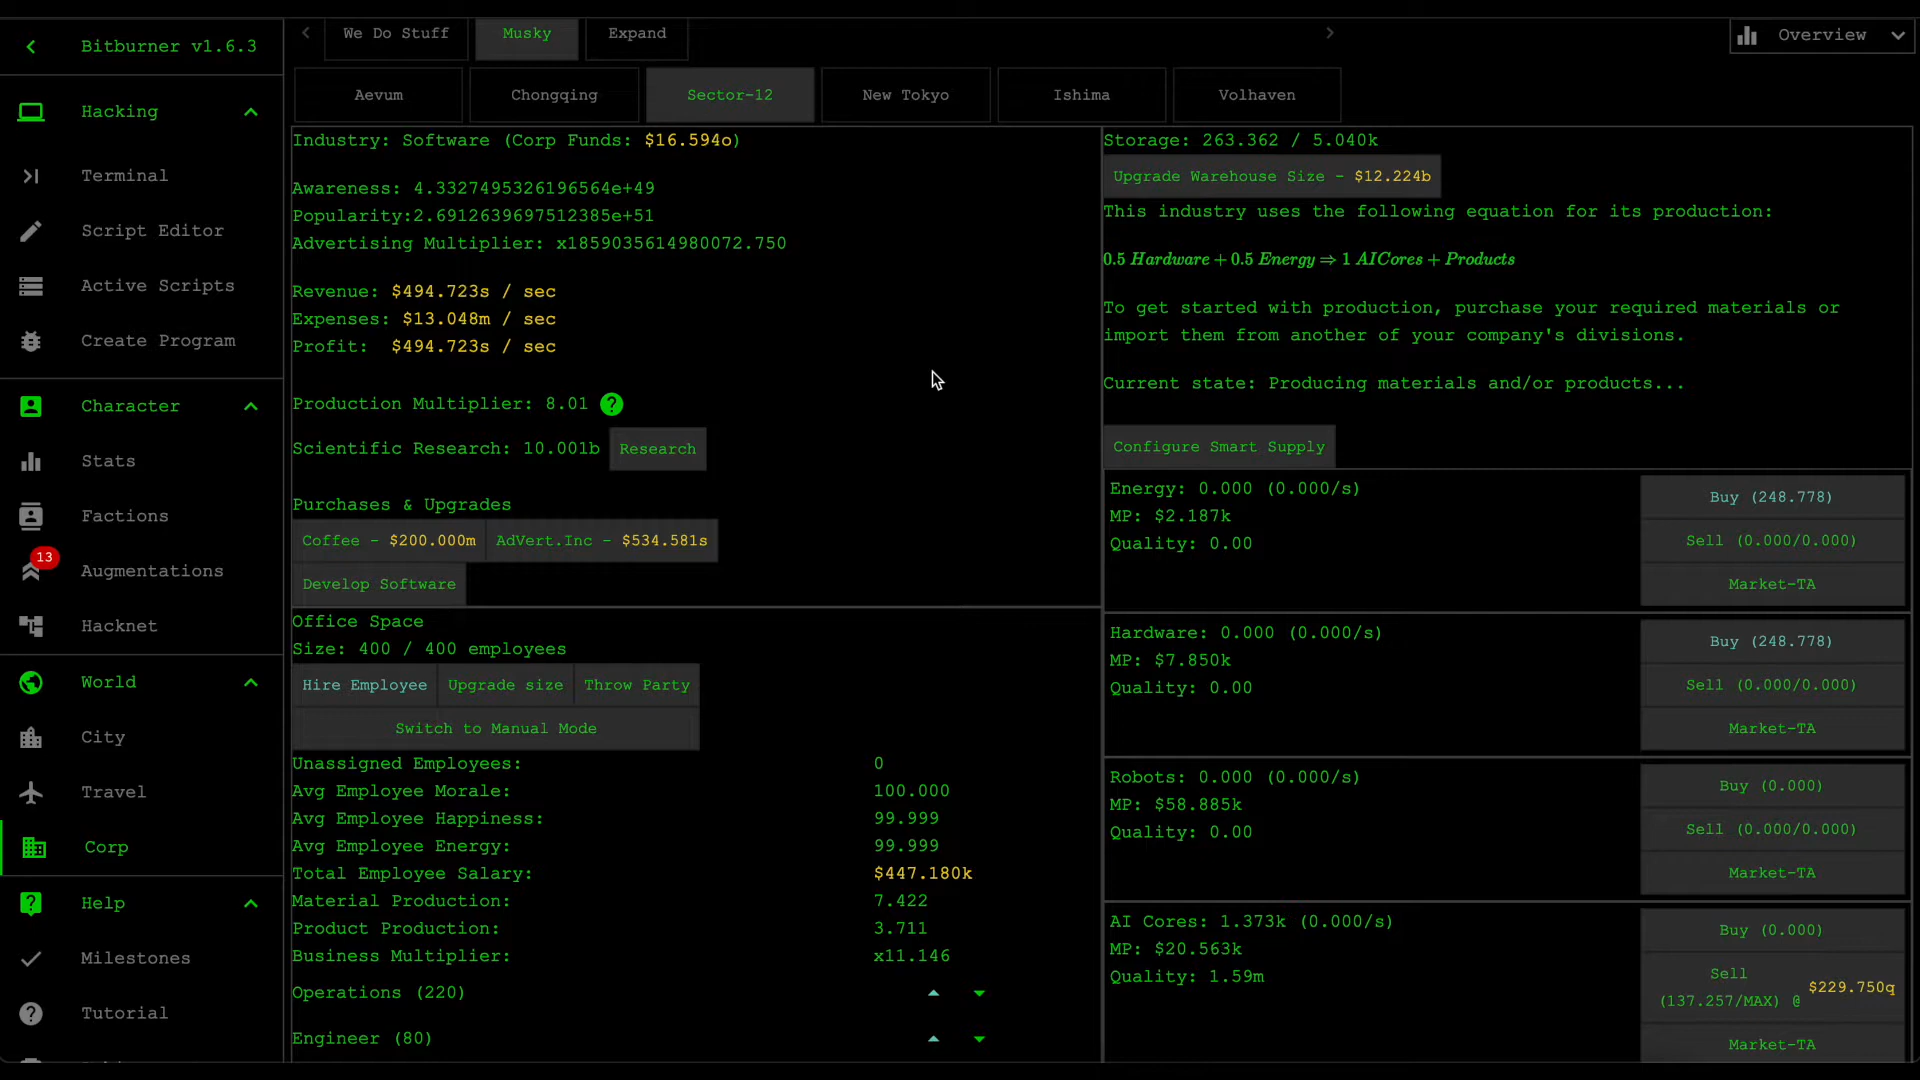 Bitburner v1.6.3
Hacking
Terminal
Script Editor
Active Scripts
Create Program
Character
Stats
Factions
13
Augmentations
Hacknet
World
City
Travel
Corp
Help
Milestones
Tutorial
We Do Stuff
Musky
Expand
Overview
Aevum
Chongqing
Sector-12
New Tokyo
Ishima
Volhaven
Industry: Software (Corp Funds: $16.594o)
Awareness: 4.3327495326196564e+49
Popularity:2.6912639697512385e+51
Advertising Multiplier: x1859035614980072.750
Revenue: $494.723s / sec
Expenses: $13.048m / sec
Profit: $494.723s / sec
Production Multiplier: 8.01 ?
Scientific Research: 10.001b Research
Purchases & Upgrades
Coffee - $200.000m AdVert.Inc - $534.581s
Develop Software
Office Space
Size: 400 / 400 employees
Hire Employee Upgrade size Throw Party
Switch to Manual Mode
Unassigned Employees: 0
Avg Employee Morale: 100.000
Avg Employee Happiness: 99.999
Avg Employee Energy: 99.999
Total Employee Salary: $447.180k
Material Production: 7.422
Product Production: 3.711
Business Multiplier: x11.146
Operations (220)
Engineer (80)
Storage: 263.362 / 5.040k
Upgrade Warehouse Size - $12.224b
This industry uses the following equation for its production:
0.5 Hardware + 0.5 Energy ⇒ 1 AICores + Products
To get started with production, purchase your required materials or
import them from another of your company's divisions.
Current state: Producing materials and/or products...
Configure Smart Supply
Energy: 0.000 (0.000/s)
MP: $2.187k
Quality: 0.00
Buy (248.778)
Sell (0.000/0.000)
Market-TA
Hardware: 0.000 (0.000/s)
MP: $7.850k
Quality: 0.00
Buy (248.778)
Sell (0.000/0.000)
Market-TA
Robots: 0.000 (0.000/s)
MP: $58.885k
Quality: 0.00
Buy (0.000)
Sell (0.000/0.000)
Market-TA
AI Cores: 1.373k (0.000/s)
MP: $20.563k
Quality: 1.59m
Buy (0.000)
Sell
(137.257/MAX) @ $229.750q
Market-TA